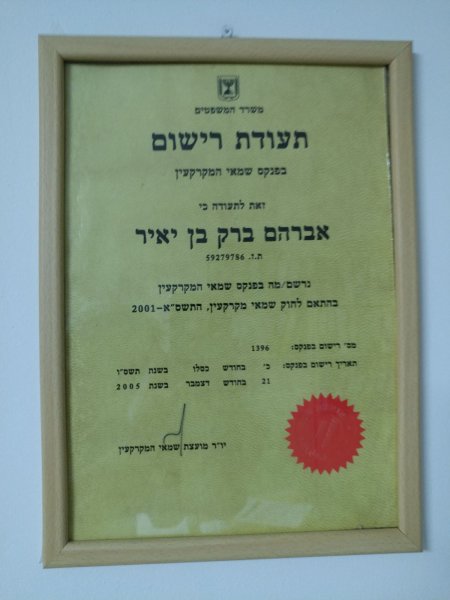 משרד המשפטים
תעודת רישום
בפנקס שמאי המקרקעין
זאת לתעודה כי
אברהם ברק בן יאיר
ת.ז. 59279786
נרשם/מה בפנקס שמאי המקרקעין
בהתאם לחוק שמאי מקרקעין, התשס"א-2001
מס' רישום בפנקס: 1396
תאריך רישום בפנקס: כ' בחודש כסלו בשנת תשס"ו
21 בחודש דצמבר בשנת 2005
יו"ר מועצת שמאי המקרקעין